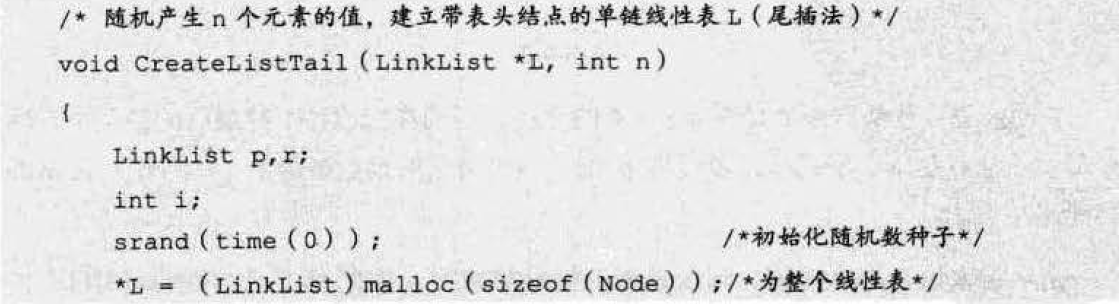 /* 随机产生 n 个元素的值，建立带表头结点的单链线性表 L（尾插法）*/
void CreateListTail(LinkList *L, int n)
{
LinkList p,r;
int i;
srand(time(0)); /*初始化随机数种子*/
*L = (LinkList)malloc(sizeof(Node));/*为整个线性表*/